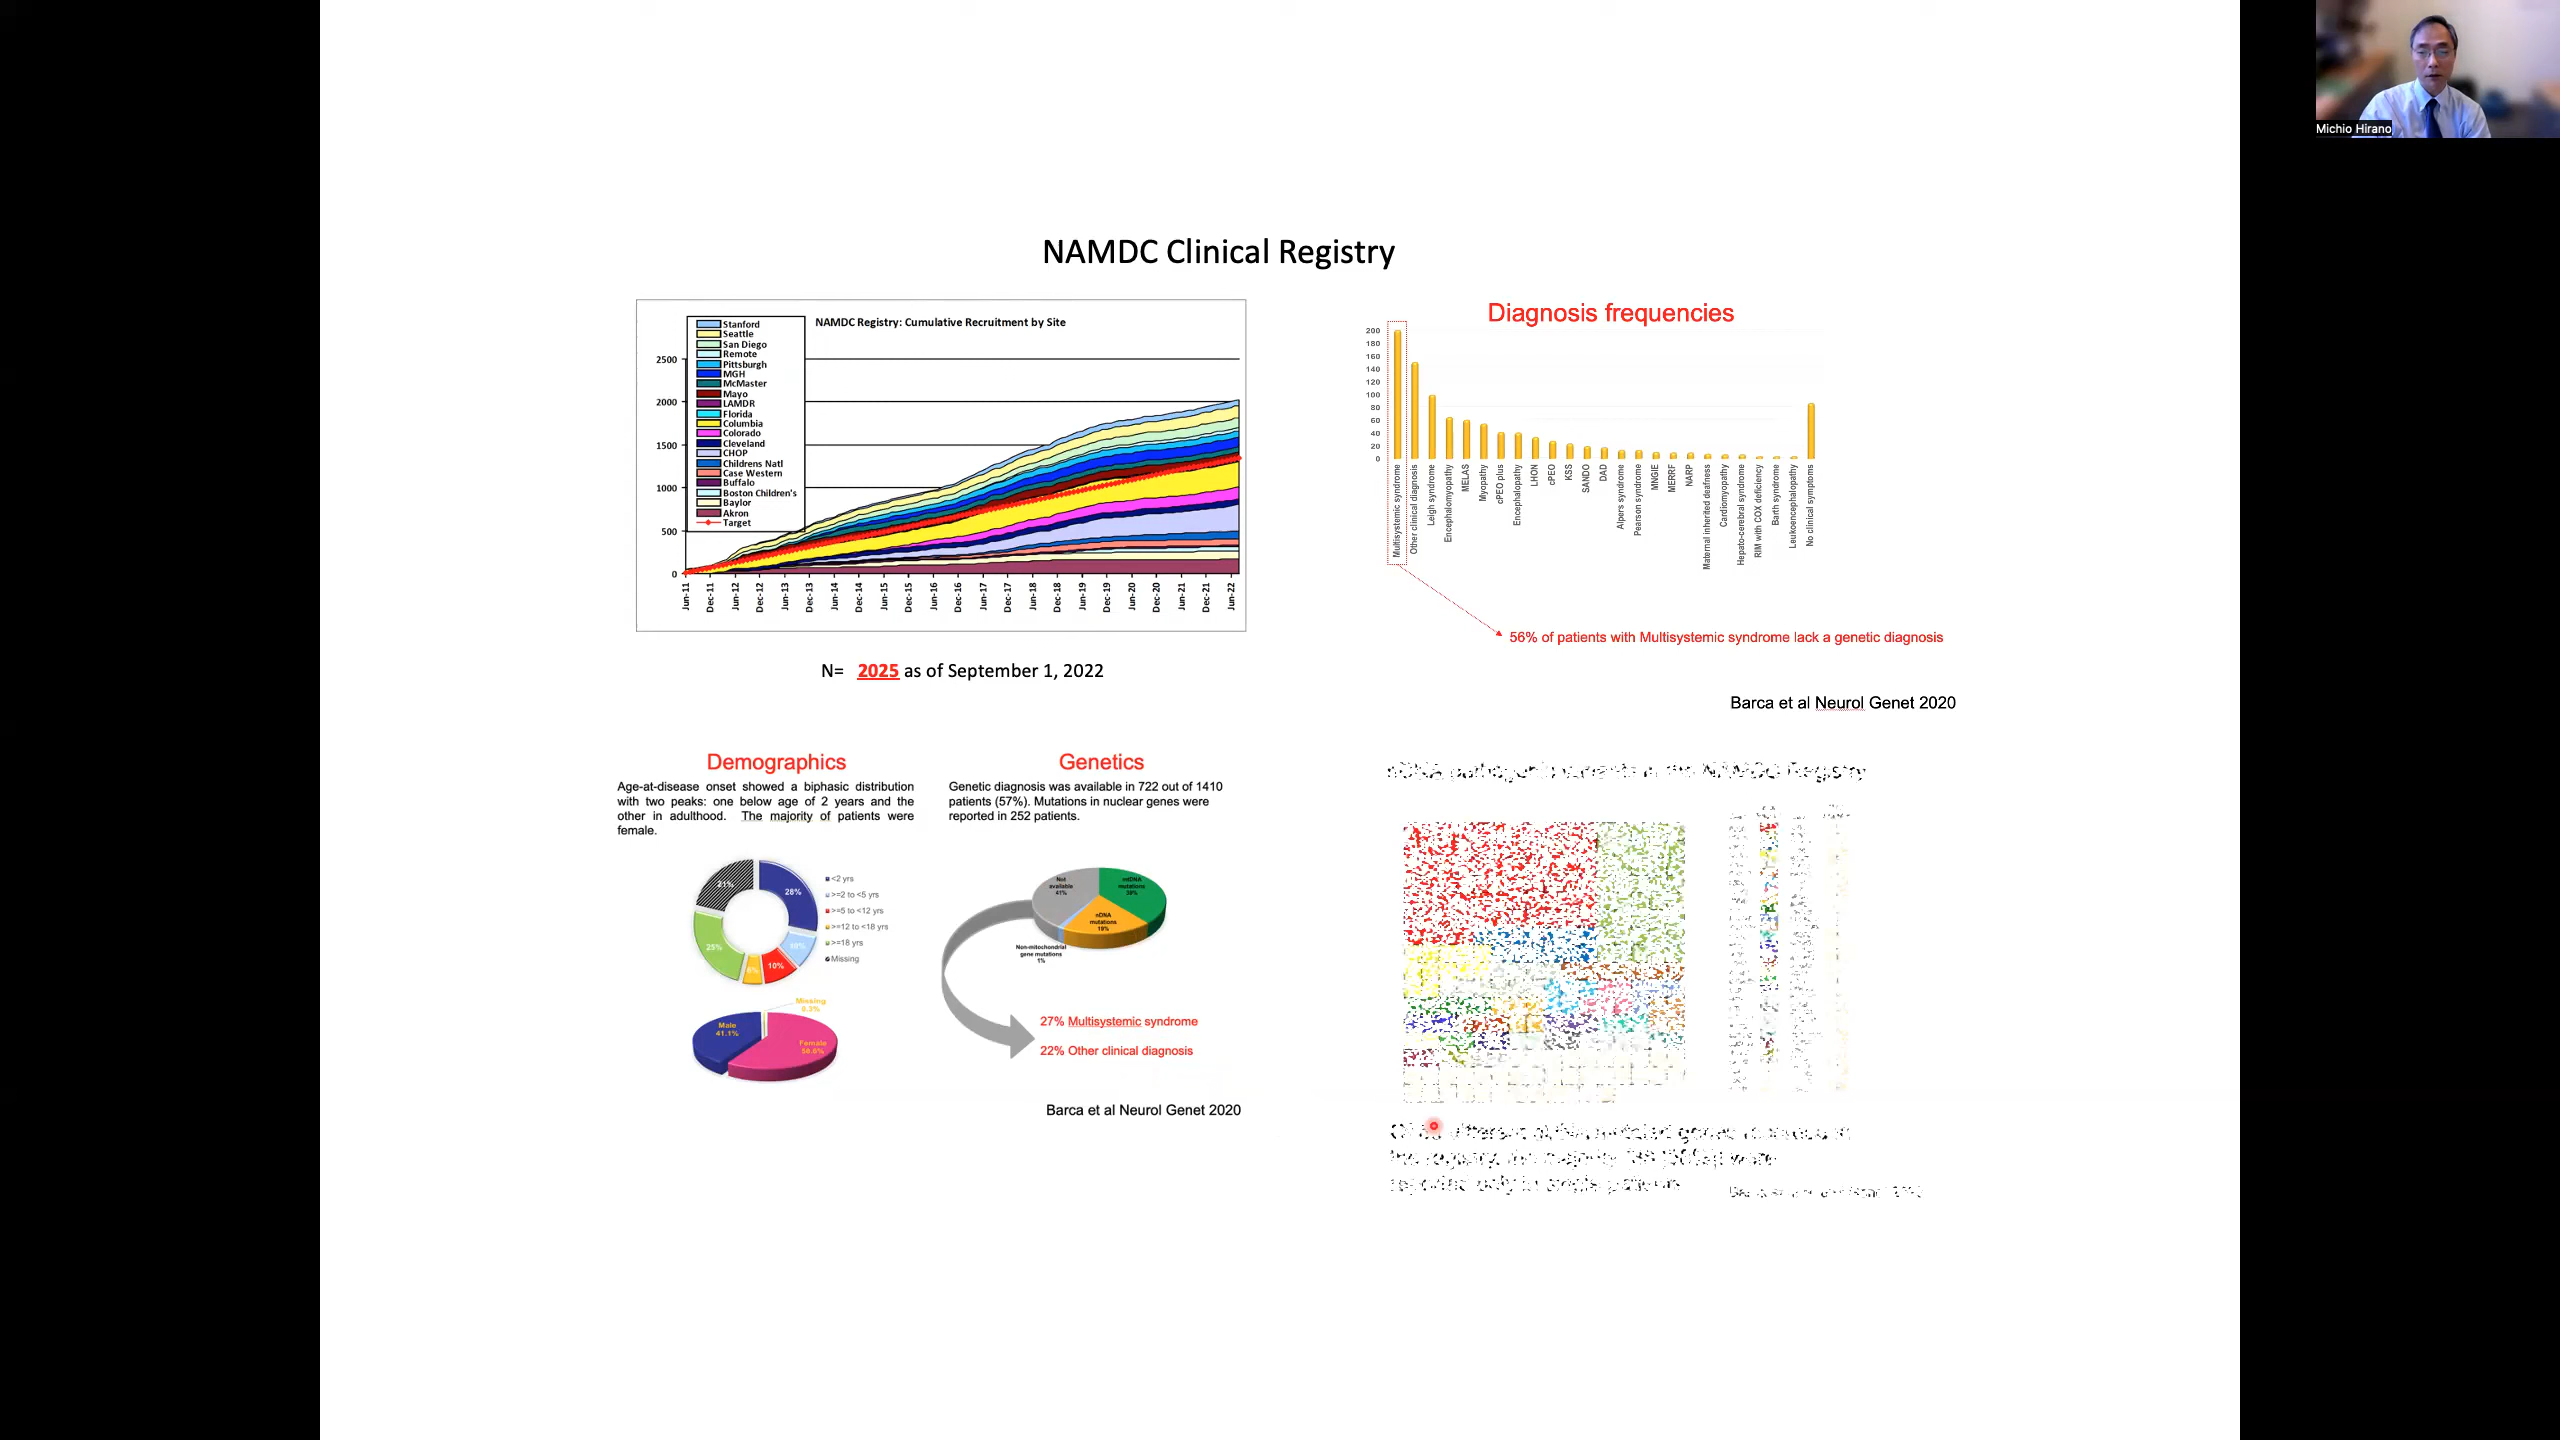 Michio Hirano
NAMDC Clinical Registry
NAMDC Registry: Cumulative Recruitment by Site
Stanford
Seattle
San Diego
Remote
Pittsburgh
MGH
McMaster
Mayo
LAMDR
Florida
Columbia
Colorado
Cleveland
CHOP
Childrens Natl
Case Western
Buffalo
Boston Children's
Baylor
Akron
Target
2500
2000
1500
1000
500
0
Jun-11
Dec-11
Jun-12
Dec-12
Jun-13
Dec-13
Jun-14
Dec-14
Jun-15
Dec-15
Jun-16
Dec-16
Jun-17
Dec-17
Jun-18
Dec-18
Jun-19
Dec-19
Jun-20
Dec-20
Jun-21
Dec-21
Jun-22
N= 2025 as of September 1, 2022
Diagnosis frequencies
200
180
160
140
120
100
80
60
40
20
0
Multisystemic syndrome
Other clinical diagnosis
Leigh syndrome
Encephalomyopathy
MELAS
Myopathy
cPEO plus
Encephalopathy
LHON
cPEO
KSS
SANDO
DAD
Alpers syndrome
Pearson syndrome
MNGIE
MERRF
NARP
Maternal inherited deafness
Cardiomyopathy
Hepato-cerebral syndrome
RIM with COX deficiency
Barth syndrome
Leukoencephalopathy
No clinical symptoms
56% of patients with Multisystemic syndrome lack a genetic diagnosis
Barca et al Neurol Genet 2020
Demographics
Age-at-disease onset showed a biphasic distribution
with two peaks: one below age of 2 years and the
other in adulthood. The majority of patients were
female.
28%
10%
10%
6%
25%
21%
<2 yrs
>=2 to <5 yrs
>=5 to <12 yrs
>=12 to <18 yrs
>=18 yrs
Missing
Missing
0.3%
Male
41.1%
Female
58.6%
Genetics
Genetic diagnosis was available in 722 out of 1410
patients (57%). Mutations in nuclear genes were
reported in 252 patients.
Not
available
41%
mtDNA
mutations
39%
nDNA
mutations
19%
Non-mitochondrial
gene mutations
1%
27% Multisystemic syndrome
22% Other clinical diagnosis
Barca et al Neurol Genet 2020